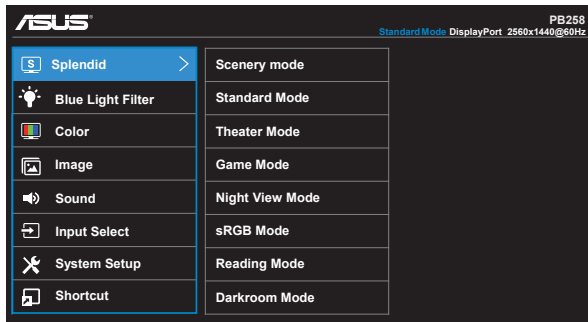 ASUS
PB258
Standard Mode DisplayPort 2560x1440@60Hz
S Splendid
Blue Light Filter
Color
Image
Sound
Input Select
System Setup
Shortcut
Scenery mode
Standard Mode
Theater Mode
Game Mode
Night View Mode
sRGB Mode
Reading Mode
Darkroom Mode